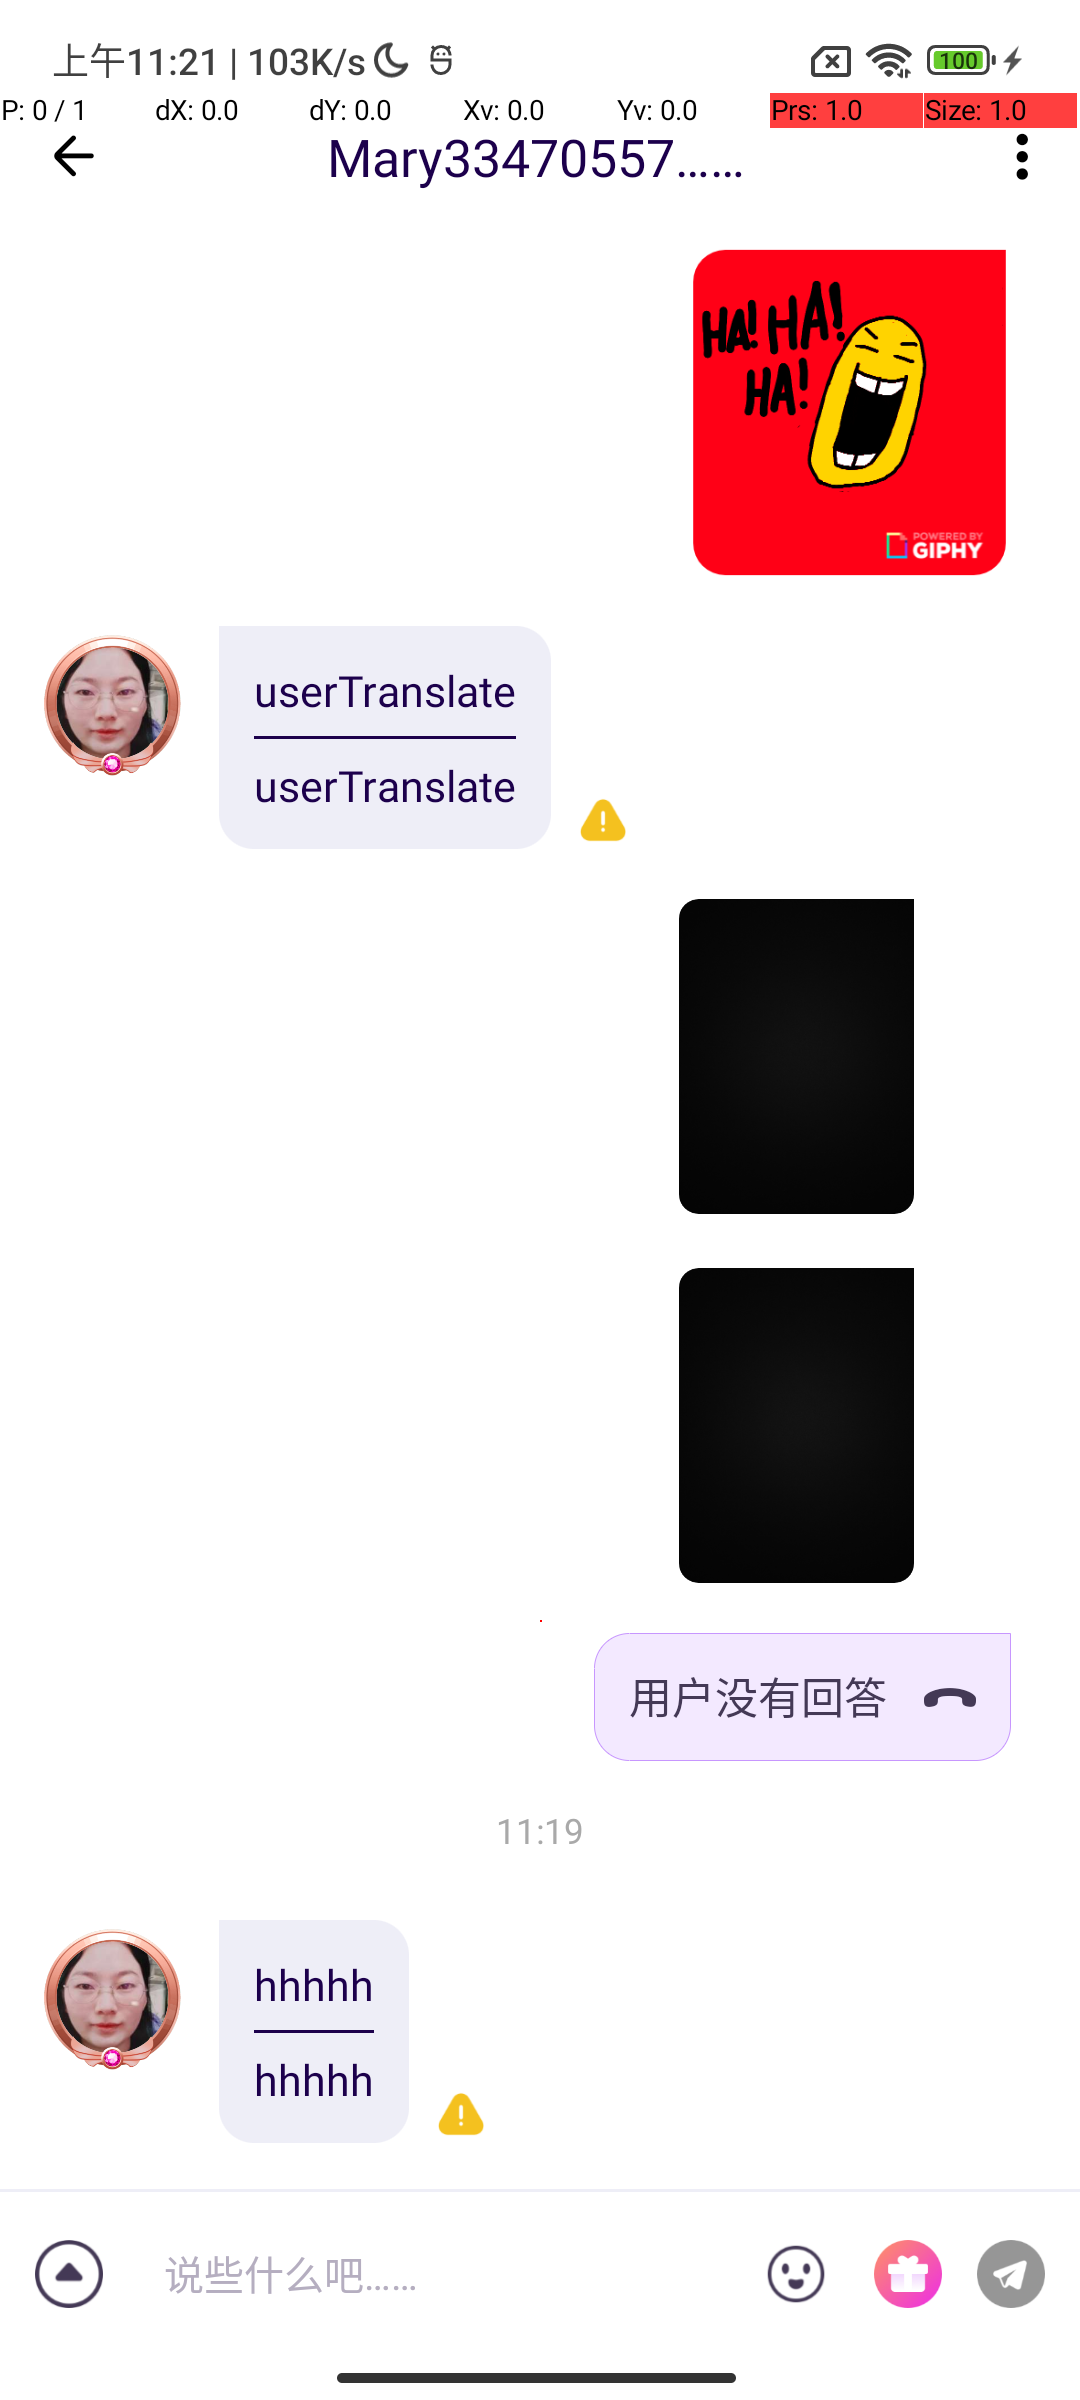 上午11:21 | 103K/s
100
P: 0 / 1 dX: 0.0 dY: 0.0 Xv: 0.0 Yv: 0.0 Prs: 1.0 Size: 1.0
Mary33470557......
HA! HA!
HA!
POWERED BY
GIPHY
userTranslate
userTranslate
用户没有回答
11:19
hhhhh
hhhhh
说些什么吧......